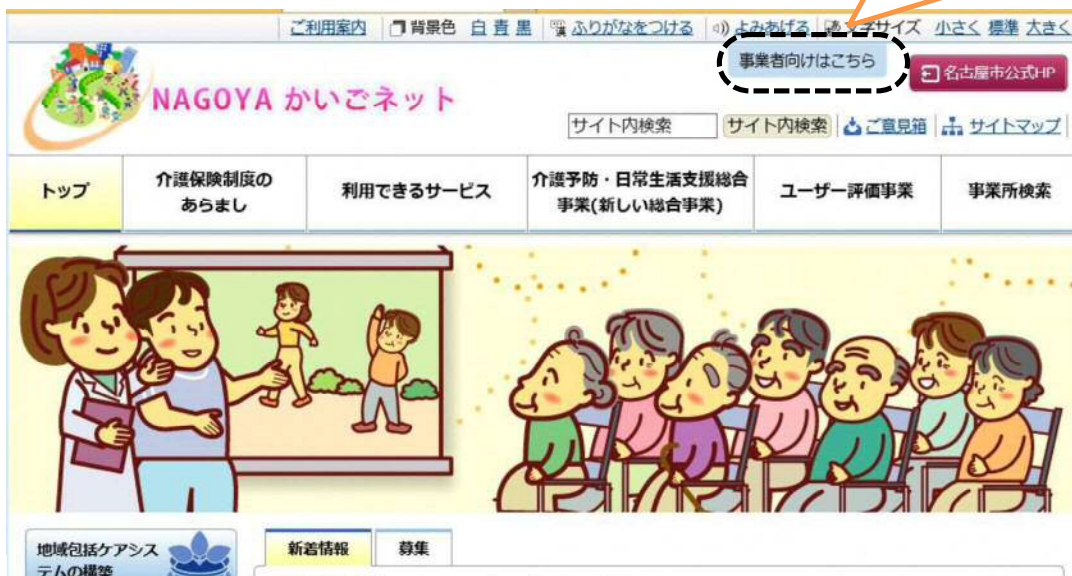 ご利用案内 背景色 白 青 黒 ふりがなをつける よみあげる 文字サイズ 小さく 標準 大きく
事業者向けはこちら
名古屋市公式HP
NAGOYA かいごネット
サイト内検索 サイト内検索 ご意見箱 サイトマップ
トップ
介護保険制度の
あらまし
利用できるサービス
介護予防・日常生活支援総合
事業(新しい総合事業)
ユーザー評価事業
事業所検索
地域包括ケアシス
テムの構築
新着情報 募集